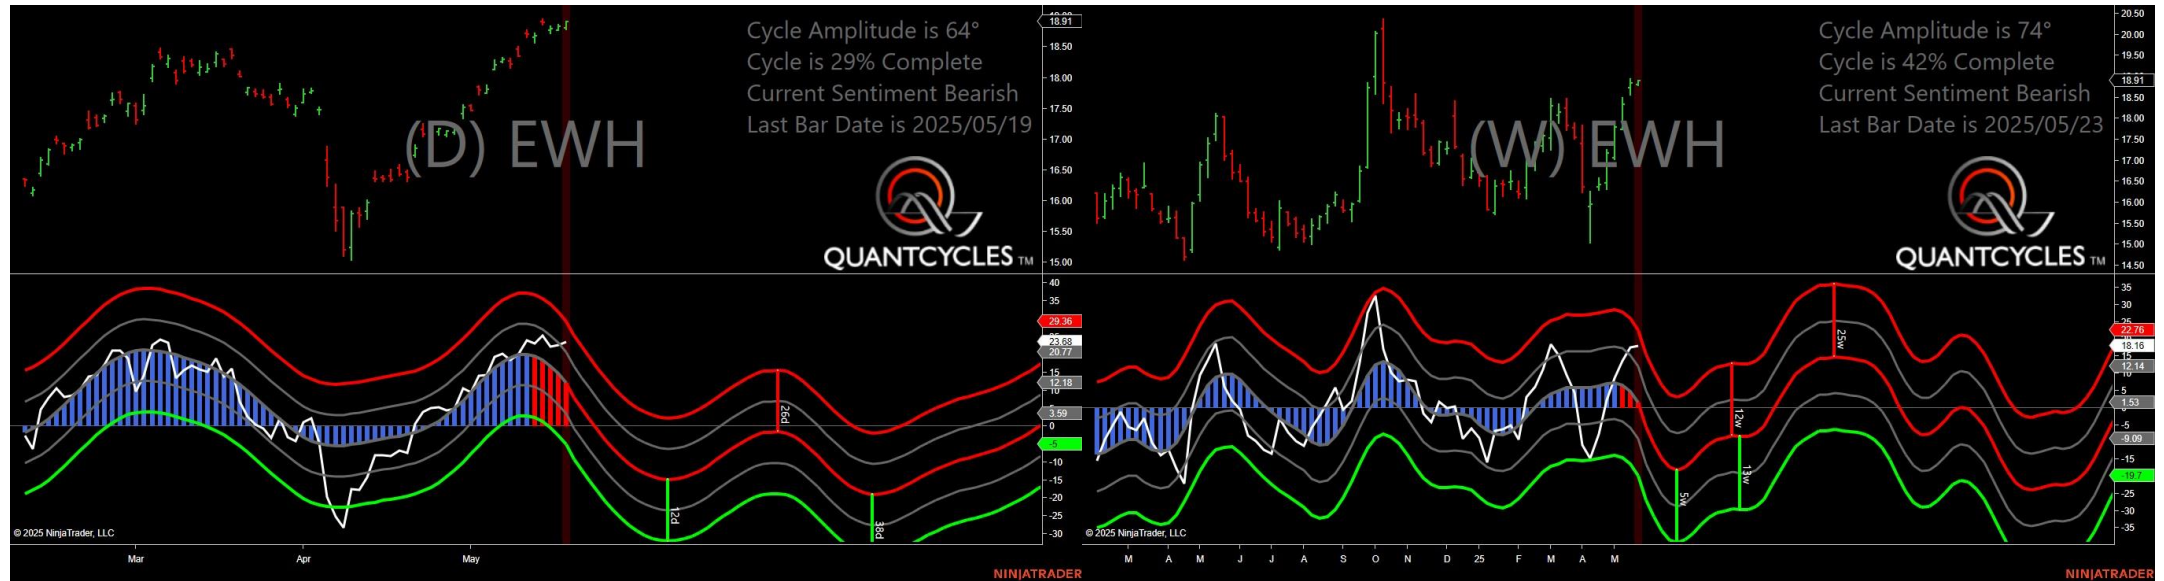 Cycle Amplitude is 64°
Cycle is 29% Complete
Current Sentiment Bearish
Last Bar Date is 2025/05/19
(D) EWH
QUANTCYCLES TM
18.91
18.50
18.00
17.50
17.00
16.50
16.00
15.50
15.00
40
35
29.36
23.68
20.77
15
12.18
3.59
0
-5
-10
-15
-20
-25
-30
12d
26d
38d
© 2025 NinjaTrader, LLC
Mar Apr May
NINJATRADER
Cycle Amplitude is 74°
Cycle is 42% Complete
Current Sentiment Bearish
Last Bar Date is 2025/05/23
(W) EWH
QUANTCYCLES TM
20.50
20.00
19.50
18.91
18.50
18.00
17.50
17.00
16.50
16.00
15.50
15.00
14.50
35
30
25
22.76
18.16
12.14
5
1.53
-5
-9.09
-15
-19.7
-25
-30
-35
5w
12w
13w
25w
© 2025 NinjaTrader, LLC
M A M J J A S O N D 25 F M A M
NINJATRADER